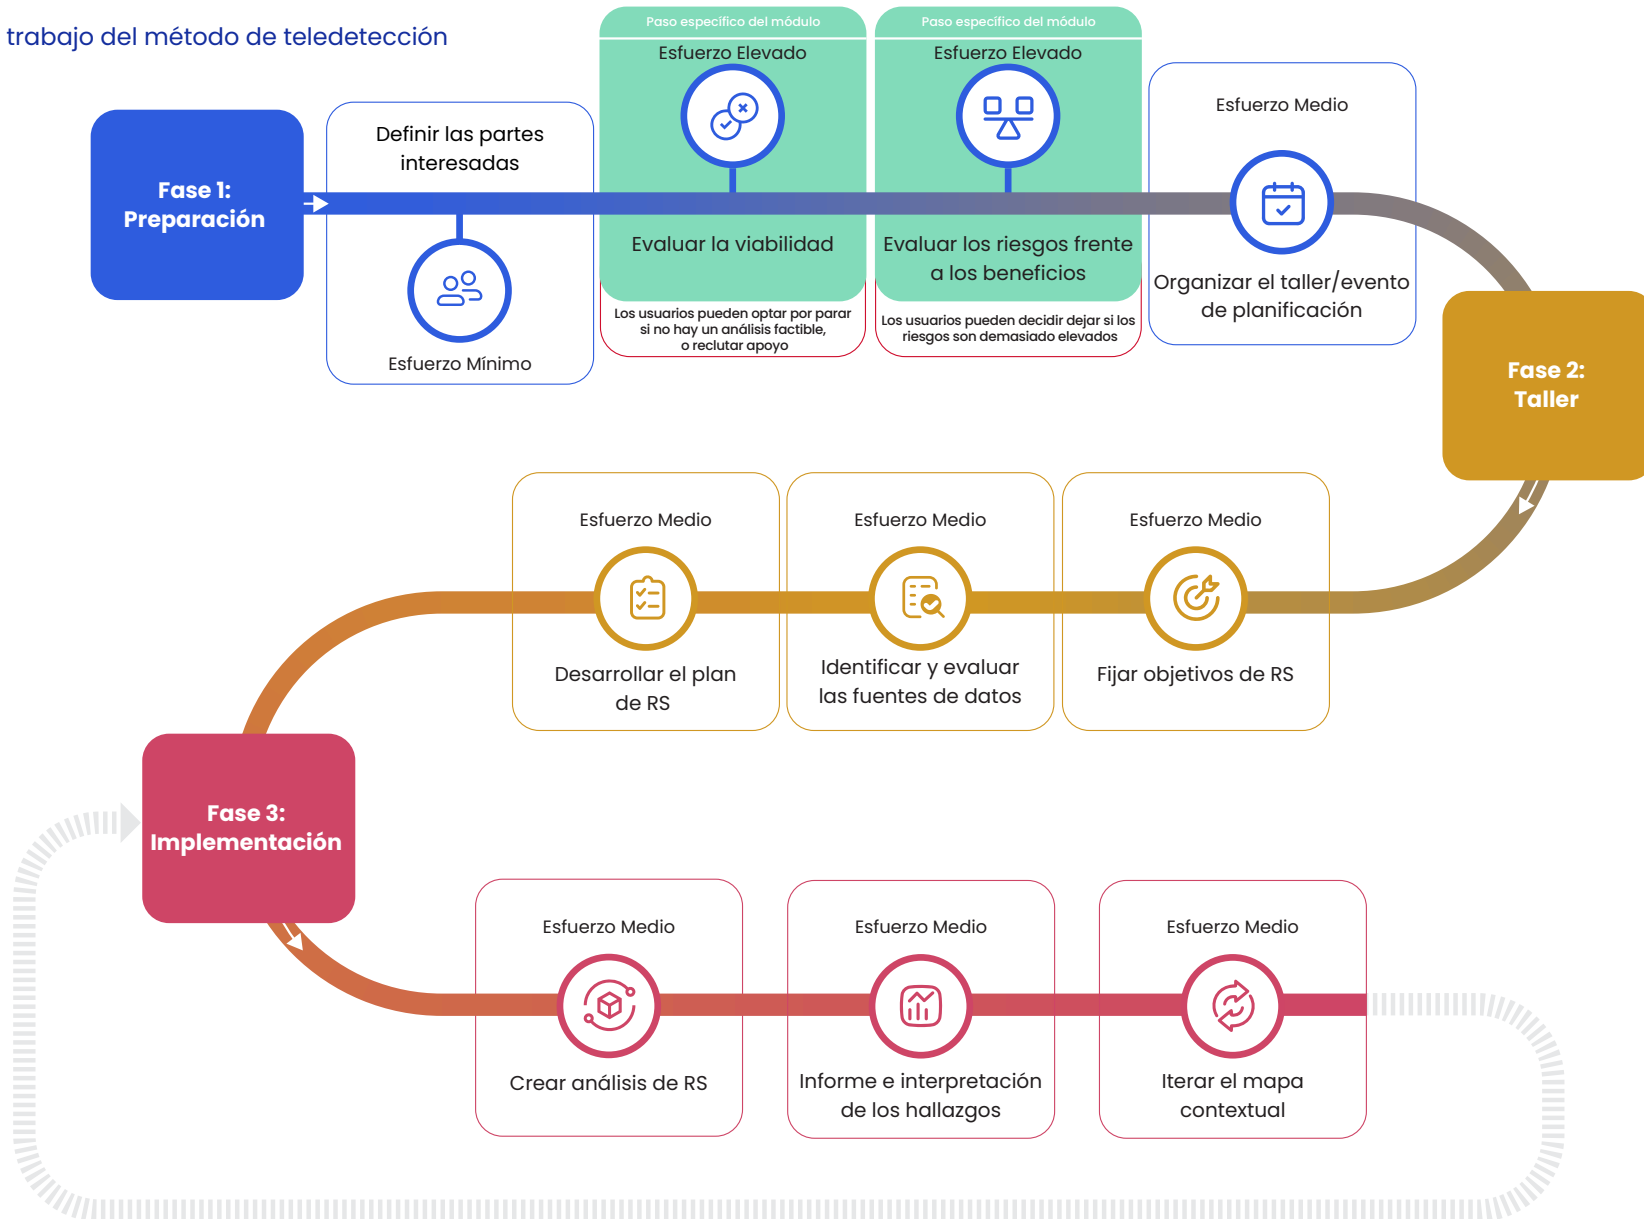 trabajo del método de teledetección
Fase 1:
Preparación
Definir las partes
interesadas
Esfuerzo Mínimo
Paso específico del módulo
Esfuerzo Elevado
Evaluar la viabilidad
Los usuarios pueden optar por parar
si no hay un análisis factible,
o reclutar apoyo
Paso específico del módulo
Esfuerzo Elevado
Evaluar los riesgos frente
a los beneficios
Los usuarios pueden decidir dejar si los
riesgos son demasiado elevados
Esfuerzo Medio
Organizar el taller/evento
de planificación
Fase 2:
Taller
Esfuerzo Medio
Fijar objetivos de RS
Esfuerzo Medio
Identificar y evaluar
las fuentes de datos
Esfuerzo Medio
Desarrollar el plan
de RS
Fase 3:
Implementación
Esfuerzo Medio
Crear análisis de RS
Esfuerzo Medio
Informe e interpretación
de los hallazgos
Esfuerzo Medio
Iterar el mapa
contextual